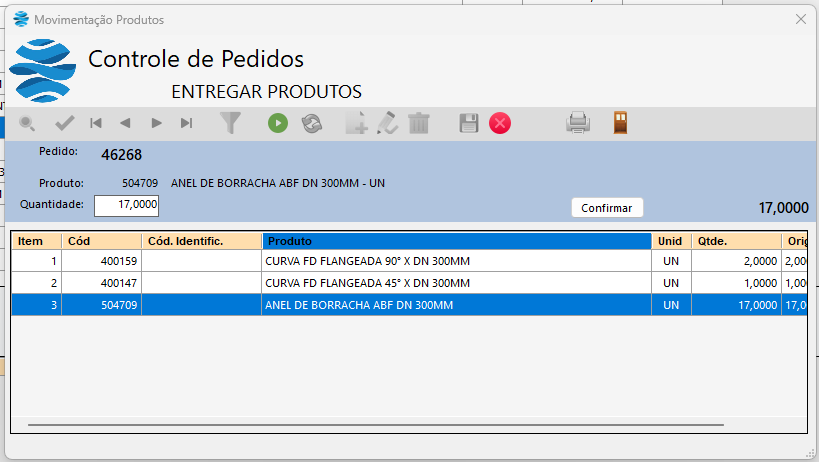 Movimentação Produtos
Controle de Pedidos
ENTREGAR PRODUTOS
Pedido: 46268
Produto: 504709 ANEL DE BORRACHA ABF DN 300MM - UN
Quantidade: 17,0000 Confirmar 17,0000
Item Cód Cód. Identific. Produto Unid Qtde. Orig
1 400159 CURVA FD FLANGEADA 90° X DN 300MM UN 2,0000 2,00
2 400147 CURVA FD FLANGEADA 45° X DN 300MM UN 1,0000 1,00
3 504709 ANEL DE BORRACHA ABF DN 300MM UN 17,0000 17,0